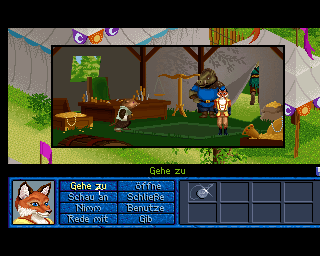 Gehe zu
Gehe zu öffne
Schau an Schließe
Nimm Benutze
Rede mit Gib